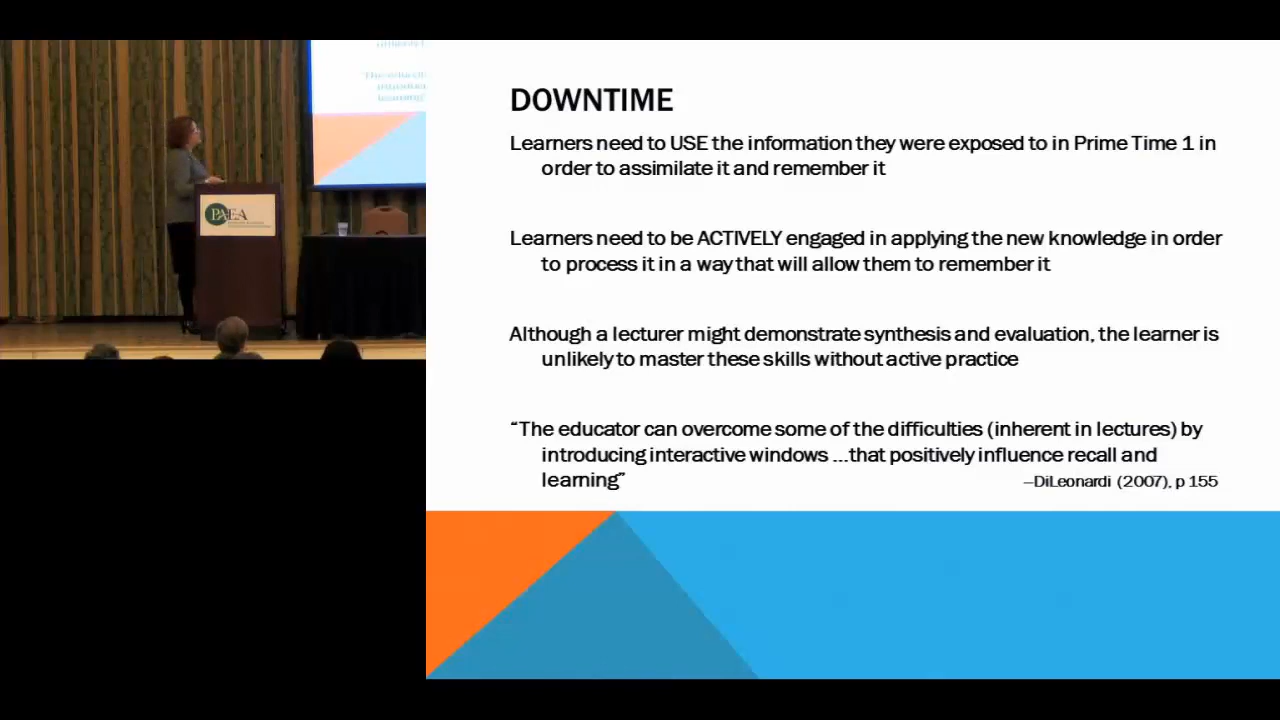 DOWNTIME
Learners need to USE the information they were exposed to in Prime Time 1 in
order to assimilate it and remember it
Learners need to be ACTIVELY engaged in applying the new knowledge in order
to process it in a way that will allow them to remember it
Although a lecturer might demonstrate synthesis and evaluation, the learner is
unlikely to master these skills without active practice
“The educator can overcome some of the difficulties (inherent in lectures) by
introducing interactive windows ...that positively influence recall and
learning”
–DiLeonardi (2007), p 155
PAEA